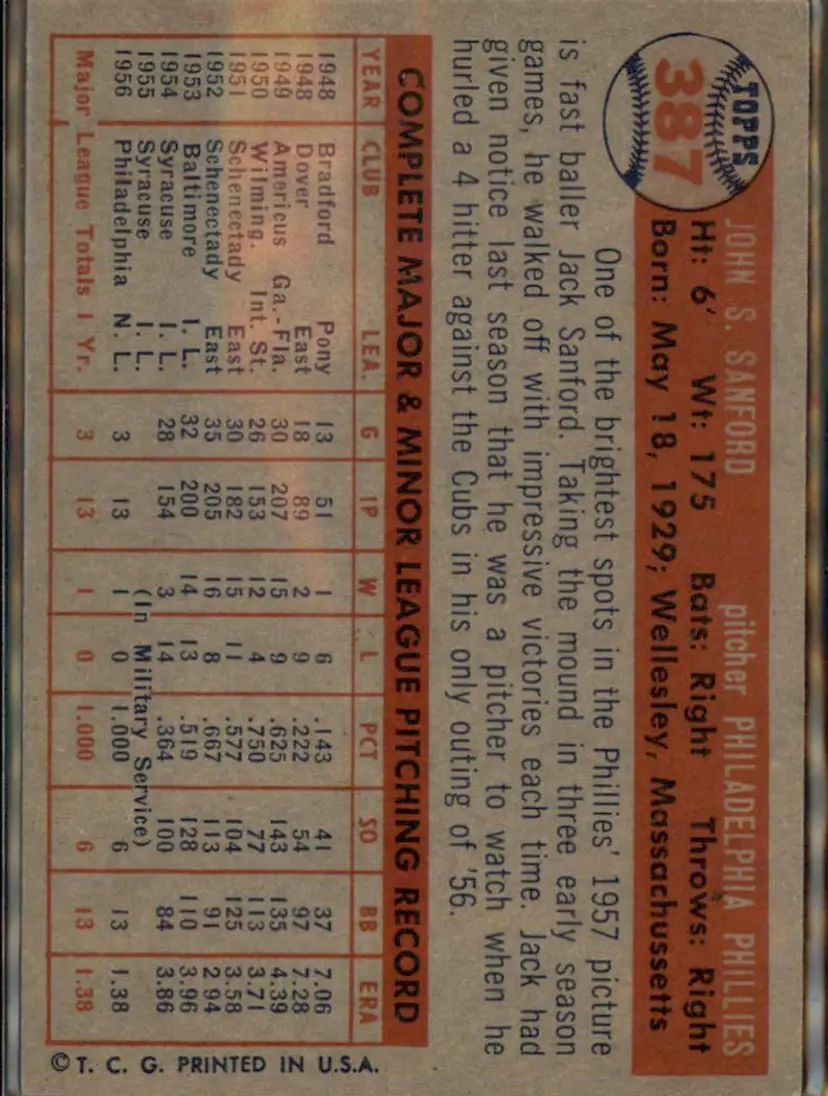 TOPPS
387
JOHN S. SANFORD pitcher PHILADELPHIA PHILLIES
Ht: 6' Wt: 175 Bats: Right Throws: Right
Born: May 18, 1929; Wellesley, Massachussetts
One of the brightest spots in the Phillies' 1957 picture
is fast baller Jack Sanford. Taking the mound in three early season
games, he walked off with impressive victories each time. Jack had
given notice last season that he was a pitcher to watch when he
hurled a 4 hitter against the Cubs in his only outing of '56.
COMPLETE MAJOR & MINOR LEAGUE PITCHING RECORD
YEAR CLUB LEA. G IP W L PCT SO BB ERA
1948 Bradford Pony 13 51 1 6 .143 41 37 7.06
1948 Dover East 18 89 2 9 .222 54 97 7.28
1949 Americus Ga.-Fla. 30 207 15 9 .625 143 135 4.39
1950 Wilming. Int. St. 26 153 12 4 .750 77 113 3.71
1951 Schenectady East 30 182 15 11 .577 104 125 3.58
1952 Schenectady East 35 205 16 8 .667 113 91 2.94
1953 Baltimore I. L. 32 200 14 13 .519 128 110 3.96
1954 Syracuse I. L. 28 154 3 14 .364 100 84 3.86
1955 Syracuse I. L. (In Military Service)
1956 Philadelphia N. L. 3 13 1 0 1.000 6 13 1.38
Major League Totals 1 Yr. 3 13 1 0 1.000 6 13 1.38
© T. C. G. PRINTED IN U.S.A.